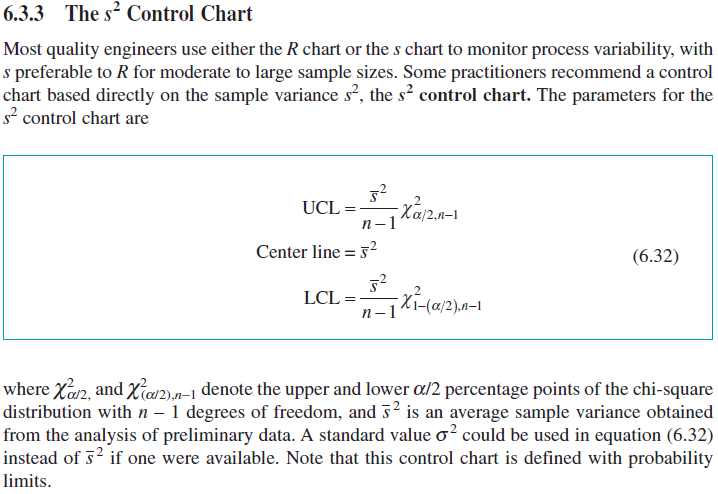 6.3.3 The s² Control Chart
Most quality engineers use either the R chart or the s chart to monitor process variability, with
s preferable to R for moderate to large sample sizes. Some practitioners recommend a control
chart based directly on the sample variance s², the s² control chart. The parameters for the
s² control chart are
UCL = s̄²/(n – 1) χ²α/2,n–1
Center line = s̄²
(6.32)
LCL = s̄²/(n – 1) χ²1–(α/2),n–1
where χ²α/2, and χ²(α/2),n–1 denote the upper and lower α/2 percentage points of the chi-square
distribution with n – 1 degrees of freedom, and s̄² is an average sample variance obtained
from the analysis of preliminary data. A standard value σ² could be used in equation (6.32)
instead of s̄² if one were available. Note that this control chart is defined with probability
limits.